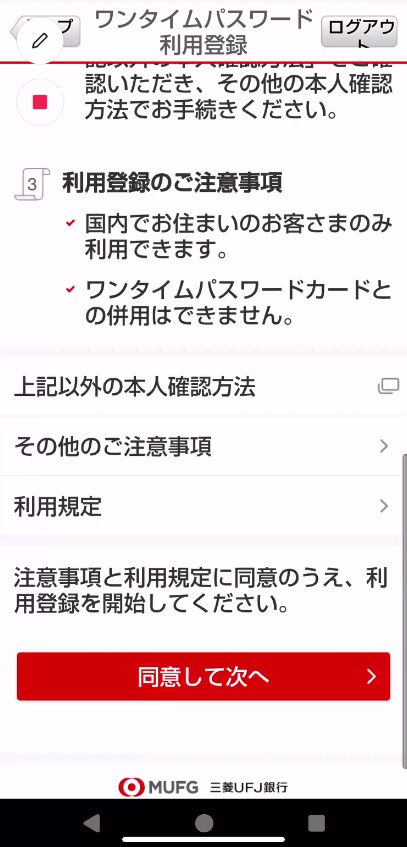 プ
ワンタイムパスワード
利用登録
ログアウ
ト
認いただき、その他の本人確認
方法でお手続きください。
3
利用登録のご注意事項
国内でお住まいのお客さまのみ
利用できます。
ワンタイムパスワードカードと
の併用はできません。
上記以外の本人確認方法
その他のご注意事項
利用規定
注意事項と利用規定に同意のうえ、利
用登録を開始してください。
同意して次へ
MUFG 三菱UFJ銀行